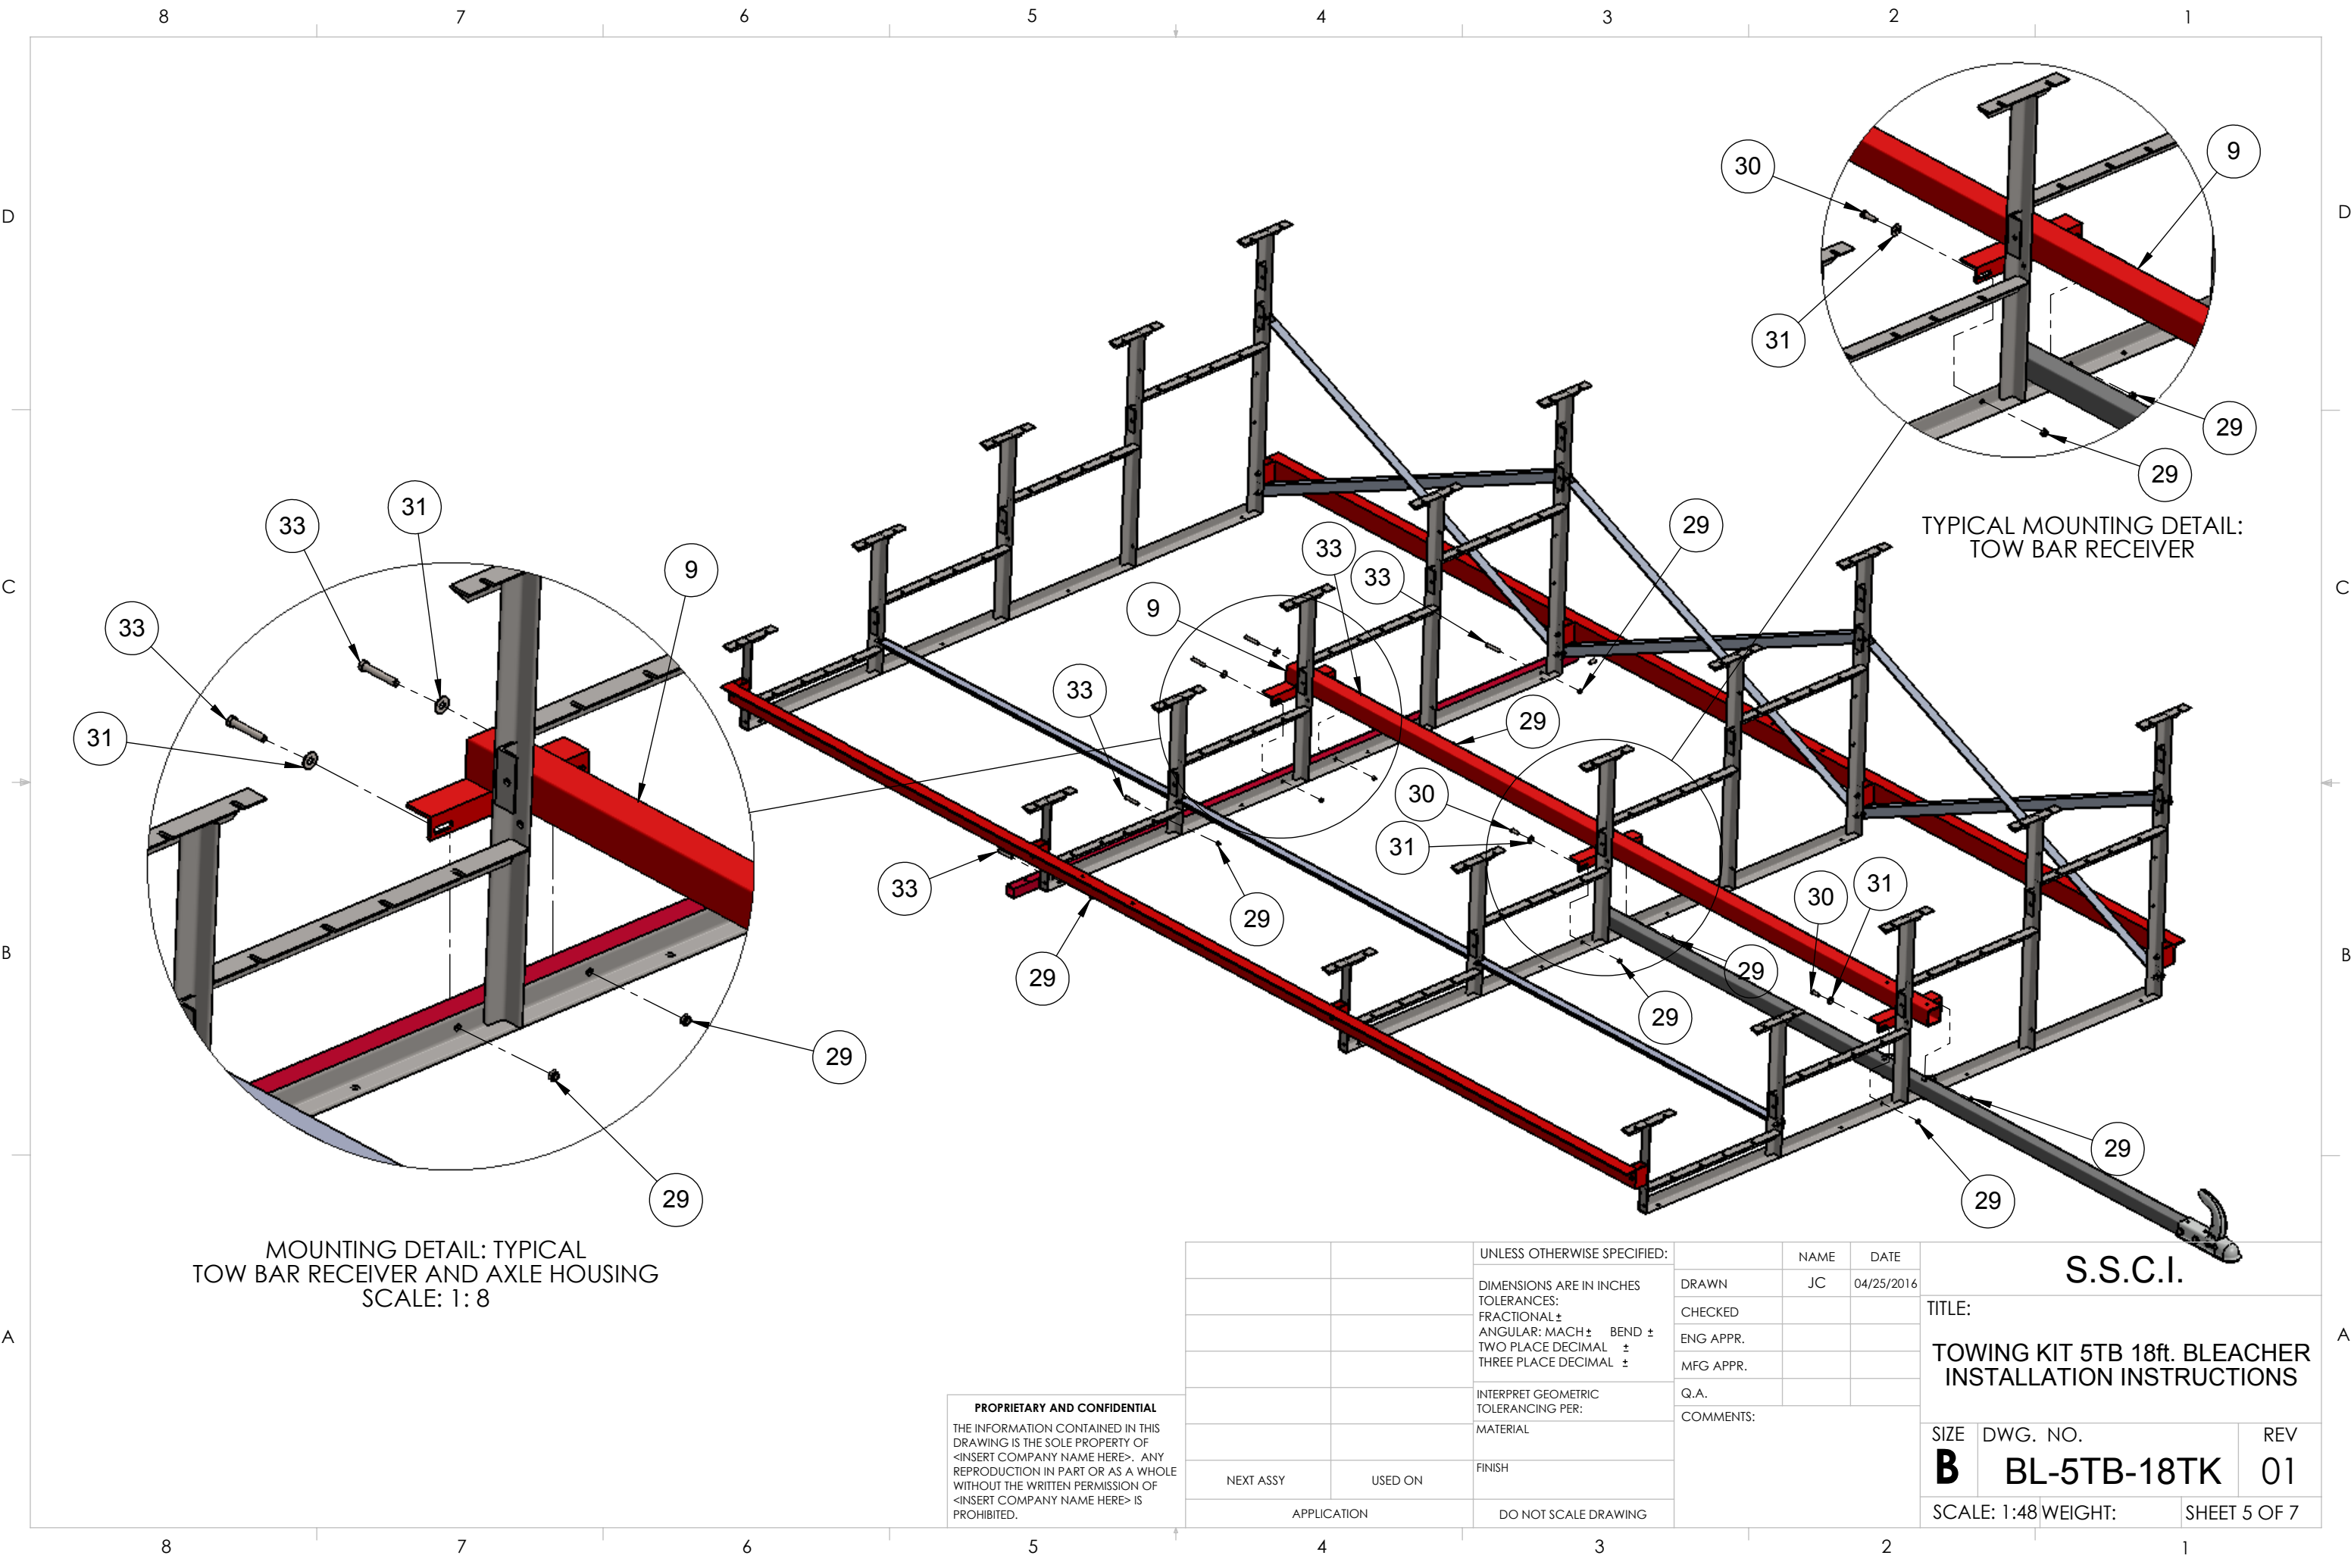 8 7 6 5 4 3 2 1
D D
C C
B B
A A
30
9
31
29
29
TYPICAL MOUNTING DETAIL:
TOW BAR RECEIVER
33
31
33
31
9
29
29
MOUNTING DETAIL: TYPICAL
TOW BAR RECEIVER AND AXLE HOUSING
SCALE: 1: 8
33
33
29
9
33
29
30
31
33
29
29
30
31
29
29
29
29
PROPRIETARY AND CONFIDENTIAL
THE INFORMATION CONTAINED IN THIS
DRAWING IS THE SOLE PROPERTY OF
<INSERT COMPANY NAME HERE>. ANY
REPRODUCTION IN PART OR AS A WHOLE
WITHOUT THE WRITTEN PERMISSION OF
<INSERT COMPANY NAME HERE> IS
PROHIBITED.
NEXT ASSY USED ON
APPLICATION
UNLESS OTHERWISE SPECIFIED:
DIMENSIONS ARE IN INCHES
TOLERANCES:
FRACTIONAL±
ANGULAR: MACH± BEND ±
TWO PLACE DECIMAL ±
THREE PLACE DECIMAL ±
INTERPRET GEOMETRIC
TOLERANCING PER:
MATERIAL
FINISH
DO NOT SCALE DRAWING
NAME DATE
DRAWN JC 04/25/2016
CHECKED
ENG APPR.
MFG APPR.
Q.A.
COMMENTS:
S.S.C.I.
TITLE:
TOWING KIT 5TB 18ft. BLEACHER
INSTALLATION INSTRUCTIONS
SIZE DWG. NO. REV
B BL-5TB-18TK 01
SCALE: 1:48 WEIGHT: SHEET 5 OF 7
8 7 6 5 4 3 2 1